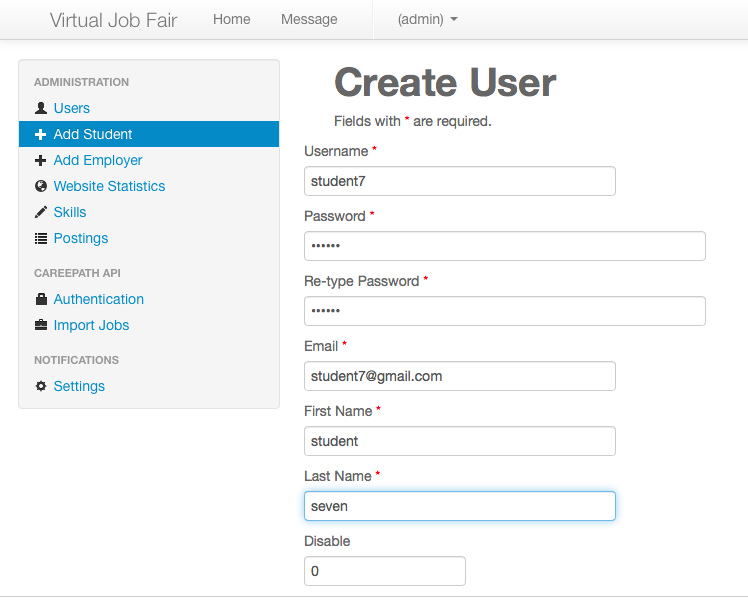 Virtual Job Fair Home Message (admin)
ADMINISTRATION
Users
Add Student
Add Employer
Website Statistics
Skills
Postings
CAREEPATH API
Authentication
Import Jobs
NOTIFICATIONS
Settings
Create User
Fields with * are required.
Username *
student7
Password *
••••••
Re-type Password *
••••••
Email *
student7@gmail.com
First Name *
student
Last Name *
seven
Disable
0